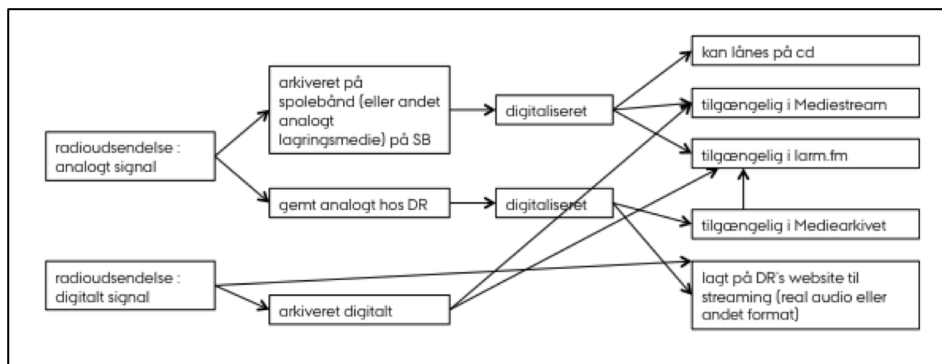 kan lånes på cd
arkiveret på
spolebånd (eller andet
analogt
lagringsmedie) på SB
digitaliseret
tilgængelig i Mediestream
radioudsendelse :
analogt signal
tilgængelig i larm.fm
gemt analogt hos DR
digitaliseret
tilgængelig i Mediearkivet
radioudsendelse :
digitalt signal
arkiveret digitalt
lagt på DR's website til
streaming (real audio eller
andet format)